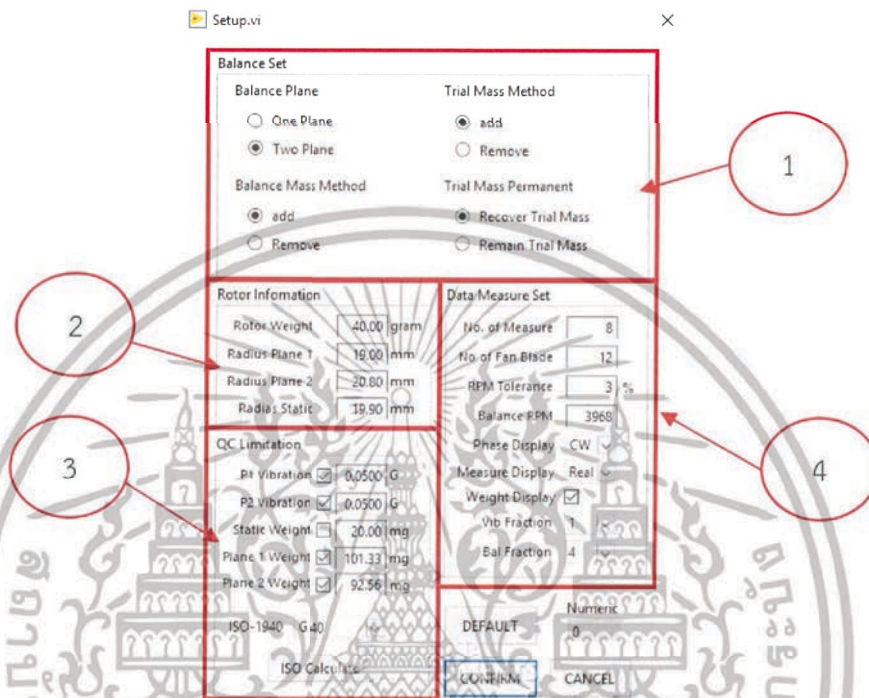 Setup.vi
Balance Set
Balance Plane
One Plane
Two Plane
Trial Mass Method
add
Remove
Balance Mass Method
add
Remove
Trial Mass Permanent
Recover Trial Mass
Remain Trial Mass
1
Rotor Infomation
Rotor Weight 40.00 gram
Radius Plane 1 19.00 mm
Radius Plane 2 20.80 mm
Radias Static 19.90 mm
2
QC Limitation
P1 Vibration 0.0500 G
P2 Vibration 0.0500 G
Static Weight 20.00 mg
Plane 1 Weight 101.33 mg
Plane 2 Weight 92.56 mg
ISO-1940 G 40
ISO Calculate
3
Data Measure Set
No. of Measure 8
No of Fan Blade 12
RPM Tolerance 3 %
Balance RPM 3968
Phase Display CW
Measure Display Real
Weight Display
Vib Fraction 1
Bal Fraction 4
4
DEFAULT
Numeric
0
CONFIRM
CANCEL